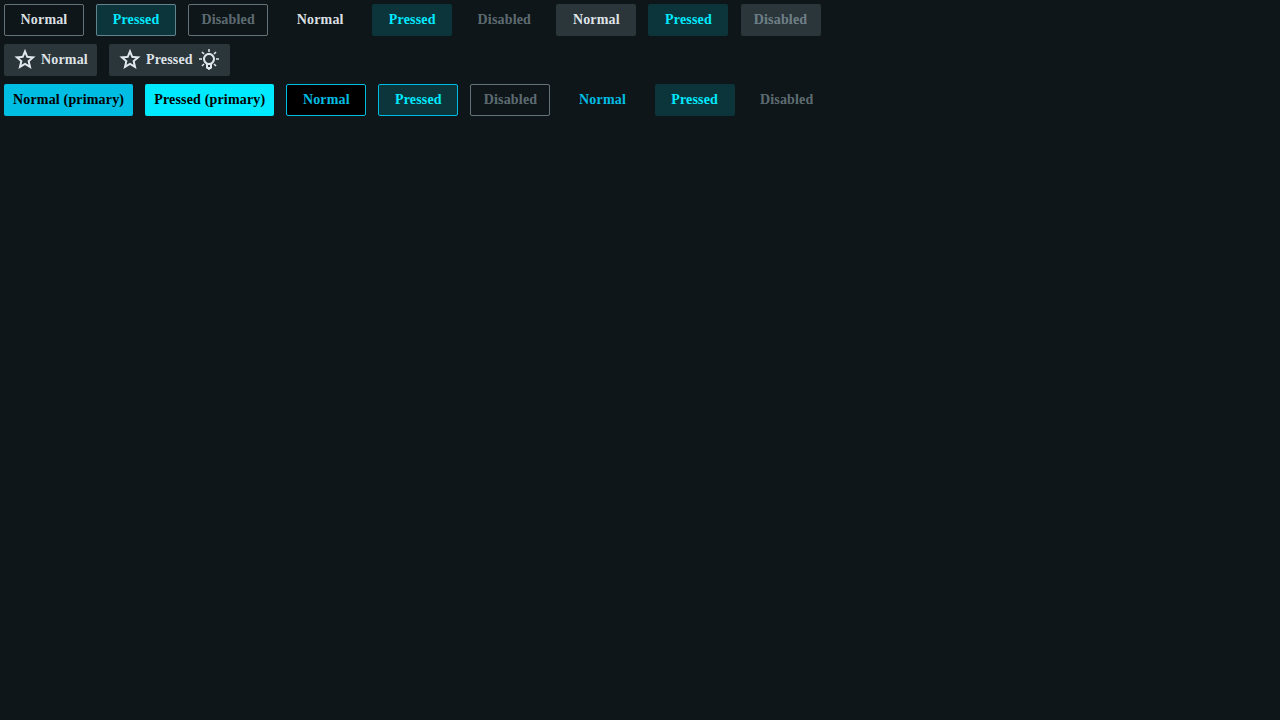 Normal Pressed Disabled Normal Pressed Disabled Normal Pressed Disabled
Normal Pressed
Normal (primary) Pressed (primary) Normal Pressed Disabled Normal Pressed Disabled